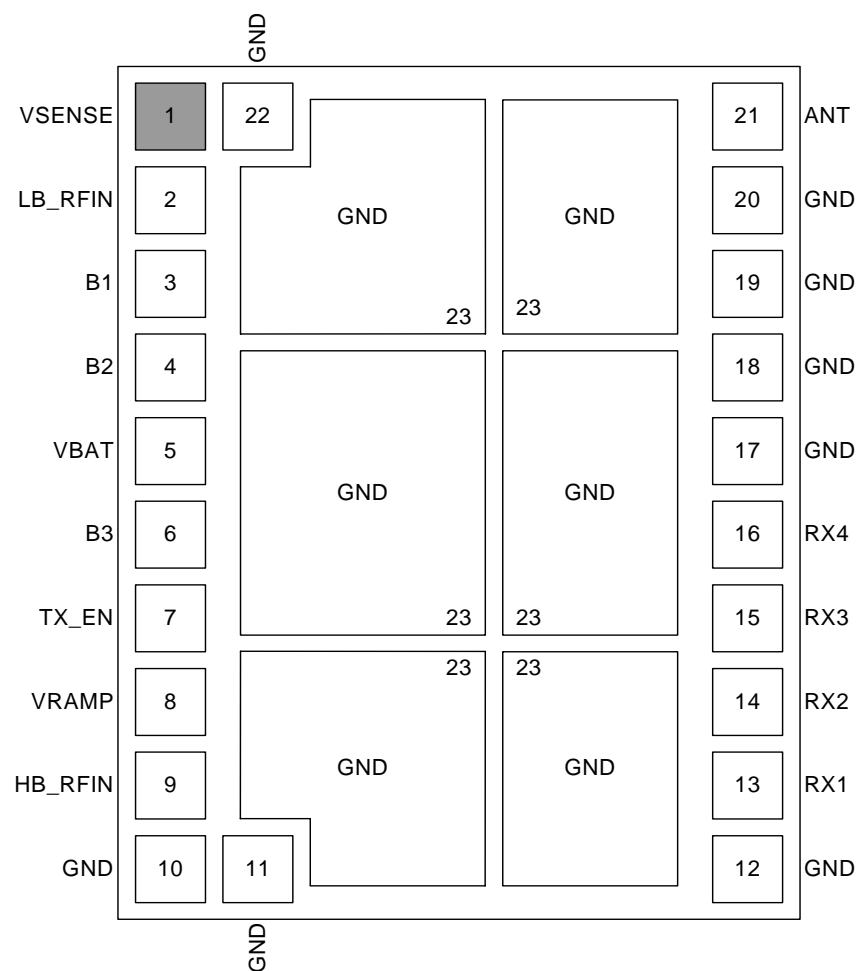 GND
VSENSE 1 22 21 ANT
LB_RFIN 2 GND GND 20 GND
B1 3 23 23 19 GND
B2 4 18 GND
VBAT 5 GND GND 17 GND
B3 6 16 RX4
TX_EN 7 23 23 15 RX3
23 23
VRAMP 8 14 RX2
HB_RFIN 9 GND GND 13 RX1
GND 10 11 12 GND
GND